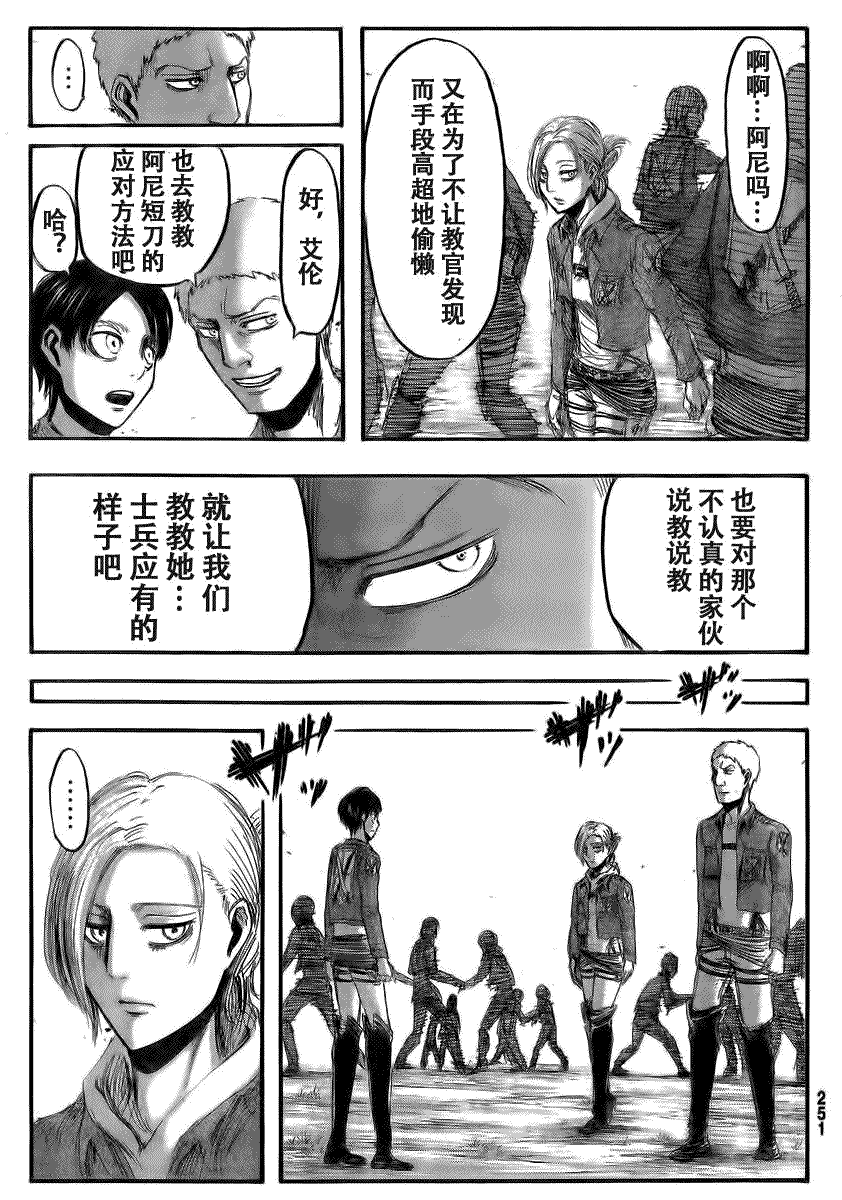 啊啊…阿尼吗…
又在为了不让教官发现
而手段高超地偷懒
…
好，
艾伦
也去教教
阿尼短刀的
应对方法吧
哈？
也要对那个
不认真的家伙
说教说教
就让我们
教教她…
士兵应有的
样子吧
……
251